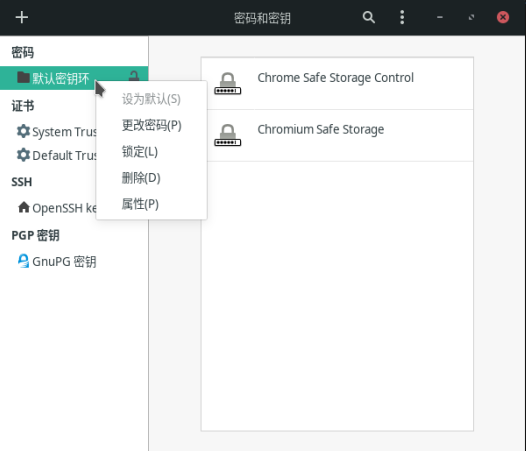 密码和密钥
密码
默认密钥环
证书
System Trus
Default Trus
SSH
OpenSSH ke
PGP 密钥
GnuPG 密钥
设为默认(S)
更改密码(P)
锁定(L)
删除(D)
属性(P)
Chrome Safe Storage Control
Chromium Safe Storage